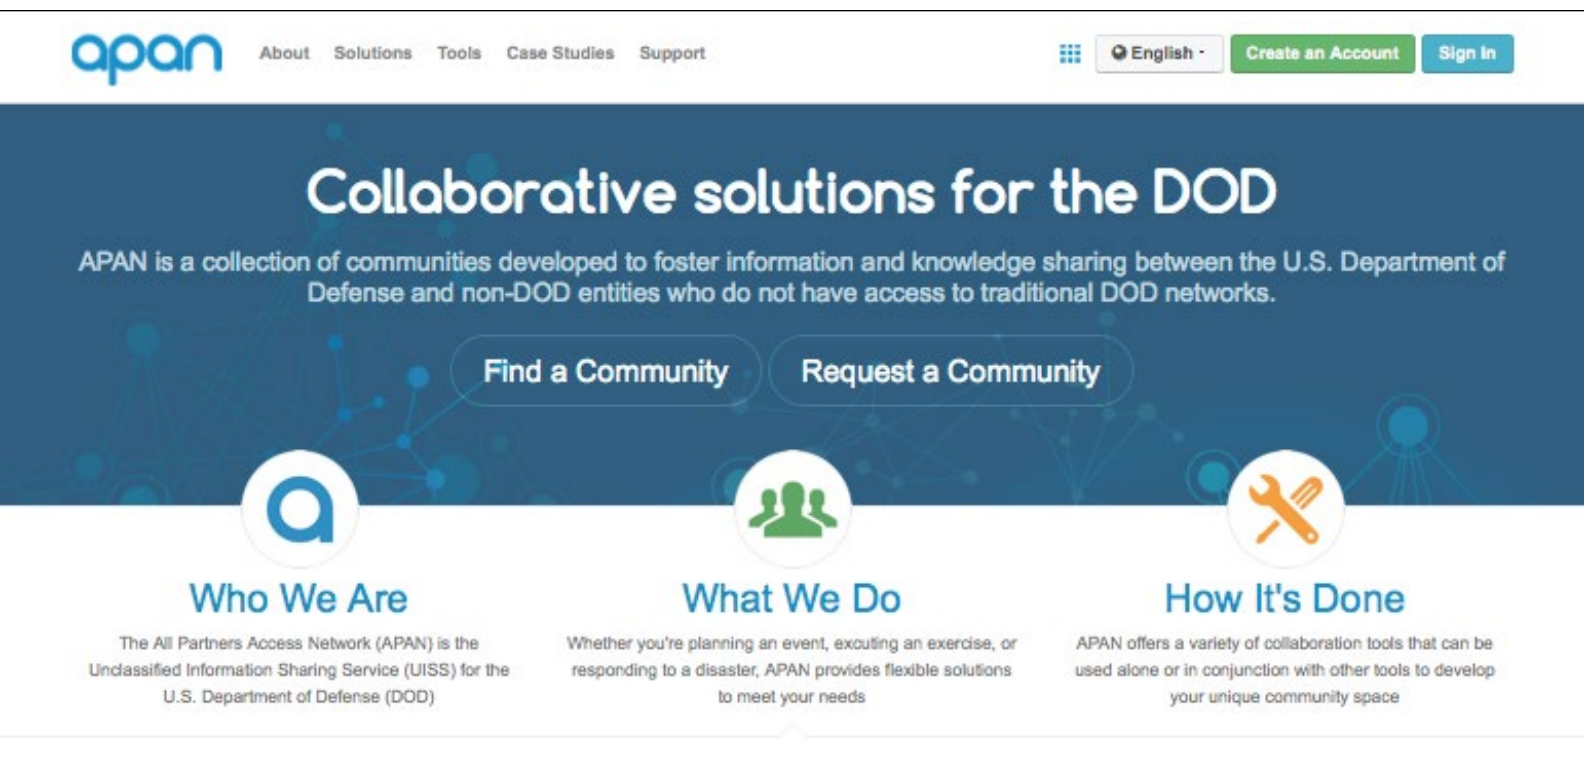 apan About Solutions Tools Case Studies Support English Create an Account Sign In
Collaborative solutions for the DOD
APAN is a collection of communities developed to foster information and knowledge sharing between the U.S. Department of
Defense and non-DOD entities who do not have access to traditional DOD networks.
Find a Community Request a Community
a
Who We Are
The All Partners Access Network (APAN) is the
Unclassified Information Sharing Service (UISS) for the
U.S. Department of Defense (DOD)
What We Do
Whether you're planning an event, excuting an exercise, or
responding to a disaster, APAN provides flexible solutions
to meet your needs
How It's Done
APAN offers a variety of collaboration tools that can be
used alone or in conjunction with other tools to develop
your unique community space